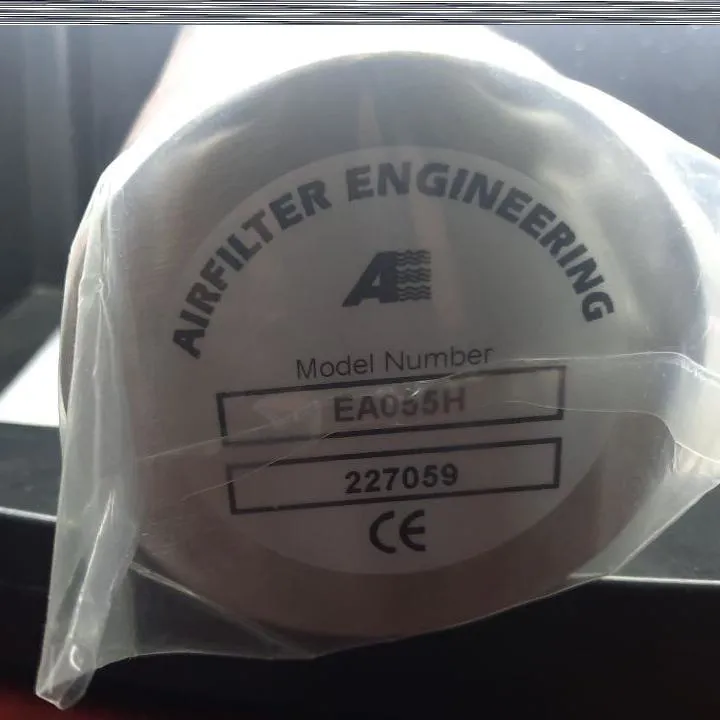 AIRFILTER ENGINEERING
AE
Model Number
EA055H
227059
CE